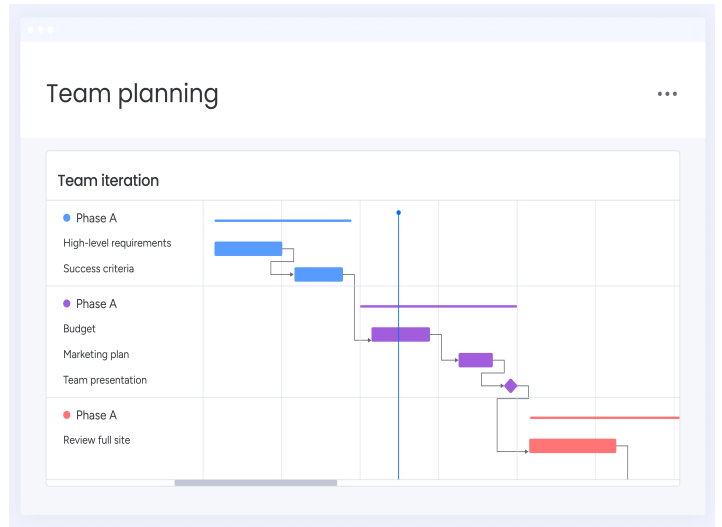 Team planning
Team iteration
Phase A
High-level requirements
Success criteria
Phase A
Budget
Marketing plan
Team presentation
Phase A
Review full site